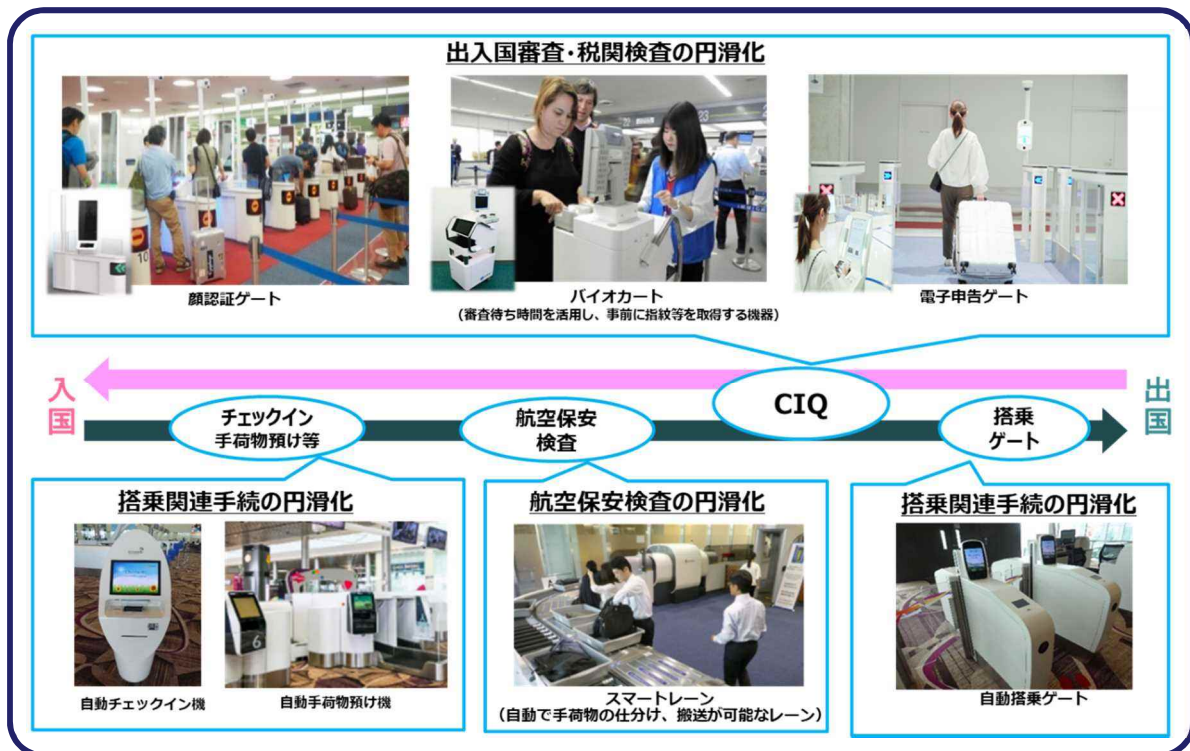 出入国審査・税関検査の円滑化
顔認証ゲート
バイオカート
(審査待ち時間を活用し、事前に指紋等を取得する機器)
電子申告ゲート
入国
出国
チェックイン
手荷物預け等
航空保安
検査
CIQ
搭乗
ゲート
搭乗関連手続の円滑化
自動チェックイン機
自動手荷物預け機
航空保安検査の円滑化
スマートレーン
(自動で手荷物の仕分け、搬送が可能なレーン)
搭乗関連手続の円滑化
自動搭乗ゲート
10
23
6
A